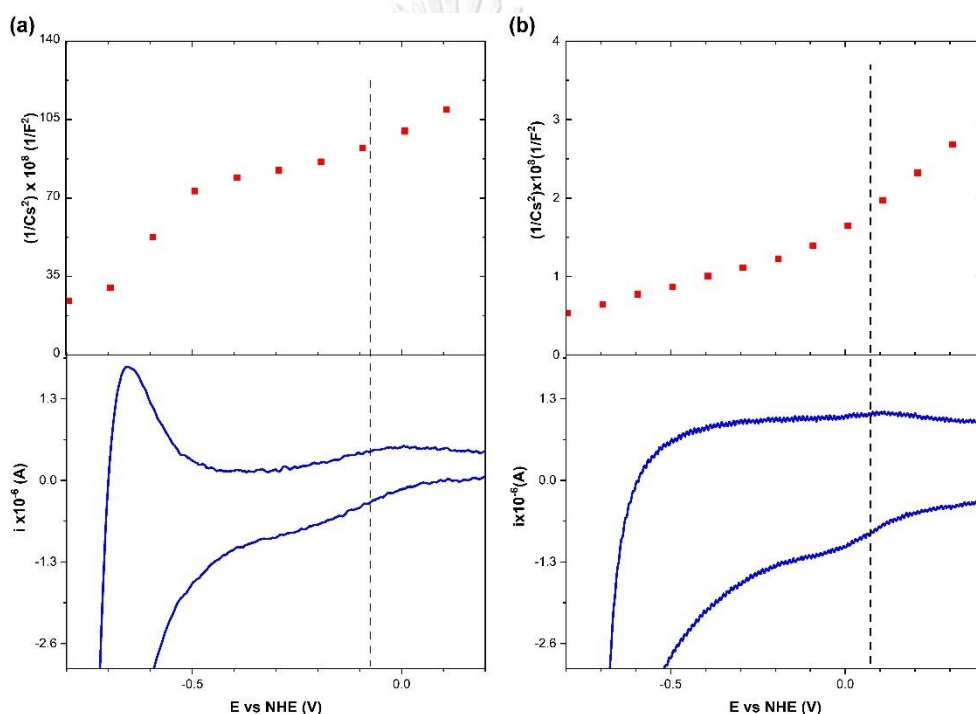 (a)
140
105
70
35
0
(1/Cs²) x 10⁸ (1/F²)
1.3
0.0
-1.3
-2.6
i x10⁻⁶ (A)
-0.5 0.0
E vs NHE (V)
(b)
4
3
2
1
0
(1/Cs²)x10⁸(1/F²)
1.3
0.0
-1.3
-2.6
ix10⁻⁶(A)
-0.5 0.0
E vs NHE (V)